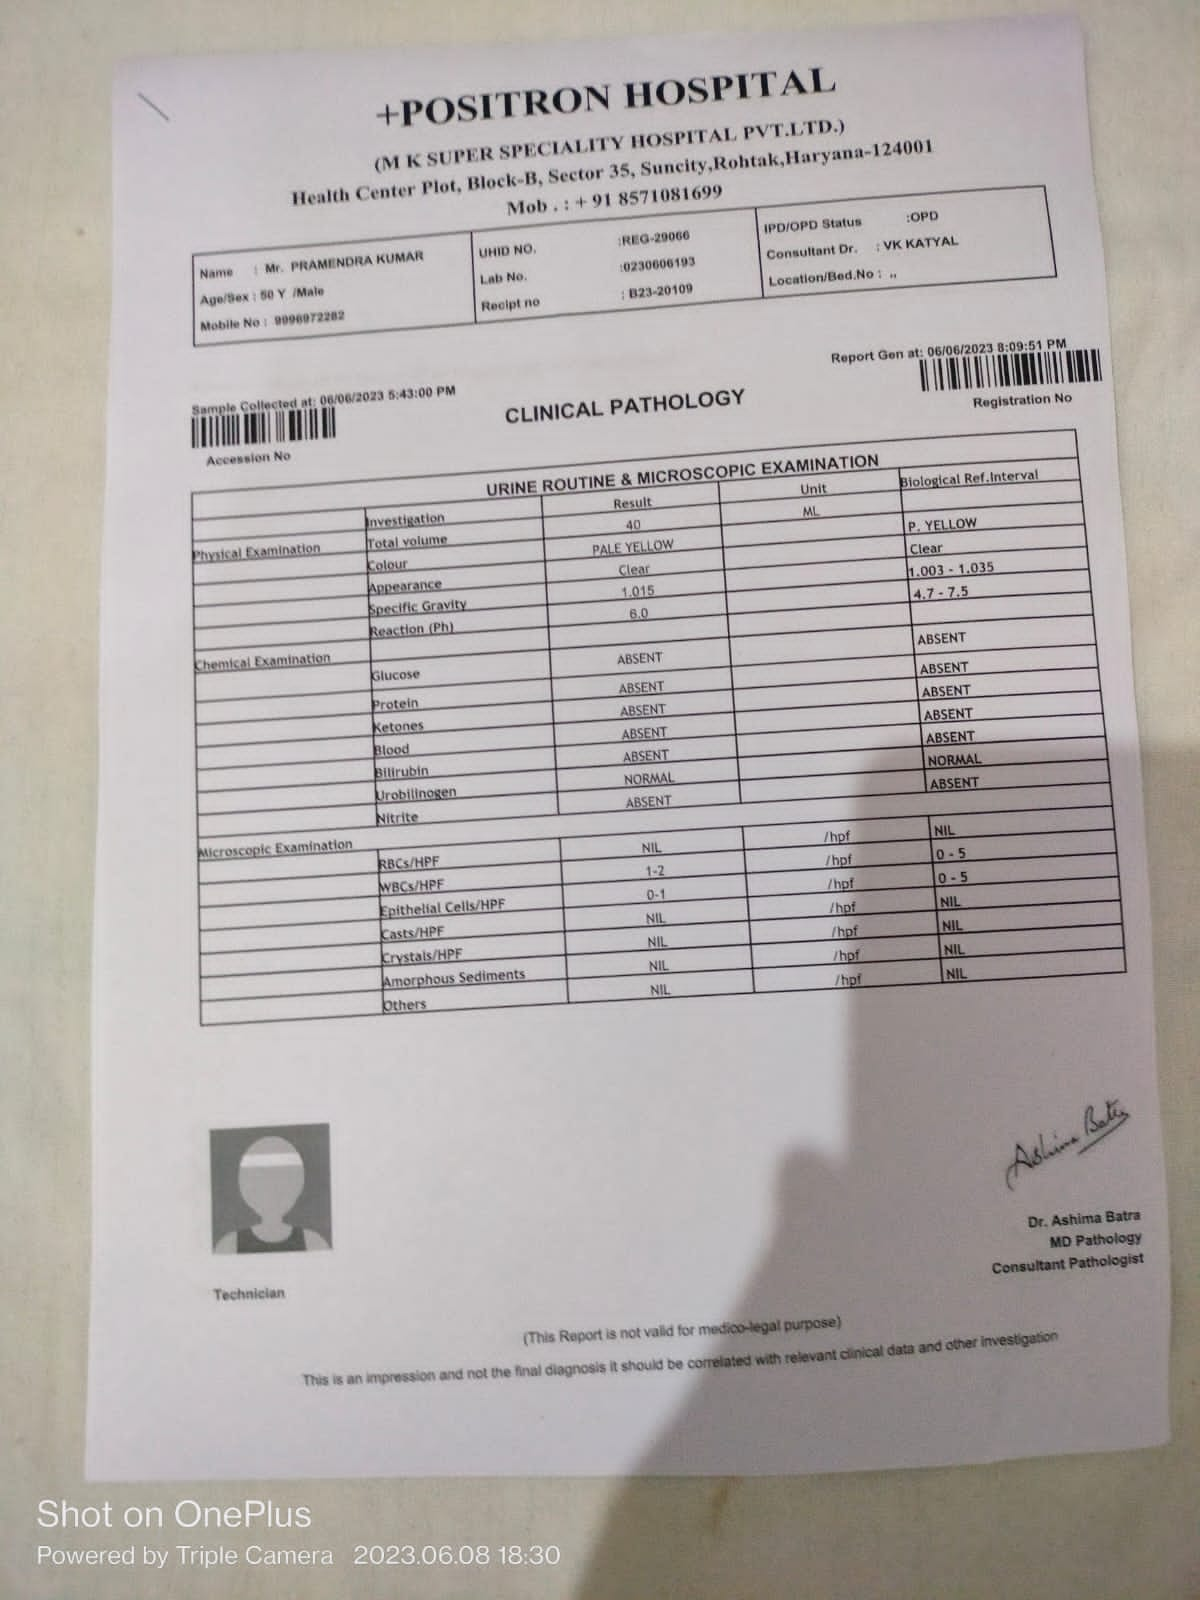 +POSITRON HOSPITAL
(M K SUPER SPECIALITY HOSPITAL PVT.LTD.)
Health Center Plot, Block-B, Sector 35, Suncity,Rohtak,Haryana-124001
Mob . : + 91 8571081699
Name : Mr. PRAMENDRA KUMAR
Age/Sex : 50 Y /Male
Mobile No : 9996972282
UHID NO. :REG-29066
Lab No. :0230606193
Recipt no : B23-20109
IPD/OPD Status :OPD
Consultant Dr. : VK KATYAL
Location/Bed.No : ,,
Sample Collected at: 06/06/2023 5:43:00 PM
Accession No
CLINICAL PATHOLOGY
Report Gen at: 06/06/2023 8:09:51 PM
Registration No
URINE ROUTINE & MICROSCOPIC EXAMINATION
Investigation Result Unit Biological Ref.Interval
Physical Examination Total volume 40 ML
Colour PALE YELLOW P. YELLOW
Appearance Clear Clear
Specific Gravity 1.015 1.003 - 1.035
Reaction (Ph) 6.0 4.7 - 7.5
Chemical Examination
Glucose ABSENT ABSENT
Protein ABSENT ABSENT
Ketones ABSENT ABSENT
Blood ABSENT ABSENT
Bilirubin ABSENT ABSENT
Urobilinogen NORMAL NORMAL
Nitrite ABSENT ABSENT
Microscopic Examination
RBCs/HPF NIL /hpf NIL
WBCs/HPF 1-2 /hpf 0 - 5
Epithelial Cells/HPF 0-1 /hpf 0 - 5
Casts/HPF NIL /hpf NIL
Crystals/HPF NIL /hpf NIL
Amorphous Sediments NIL /hpf NIL
Others NIL /hpf NIL
Ashima Batra
Dr. Ashima Batra
MD Pathology
Consultant Pathologist
Technician
(This Report is not valid for medico-legal purpose)
This is an impression and not the final diagnosis it should be correlated with relevant clinical data and other investigation
Shot on OnePlus
Powered by Triple Camera 2023.06.08 18:30